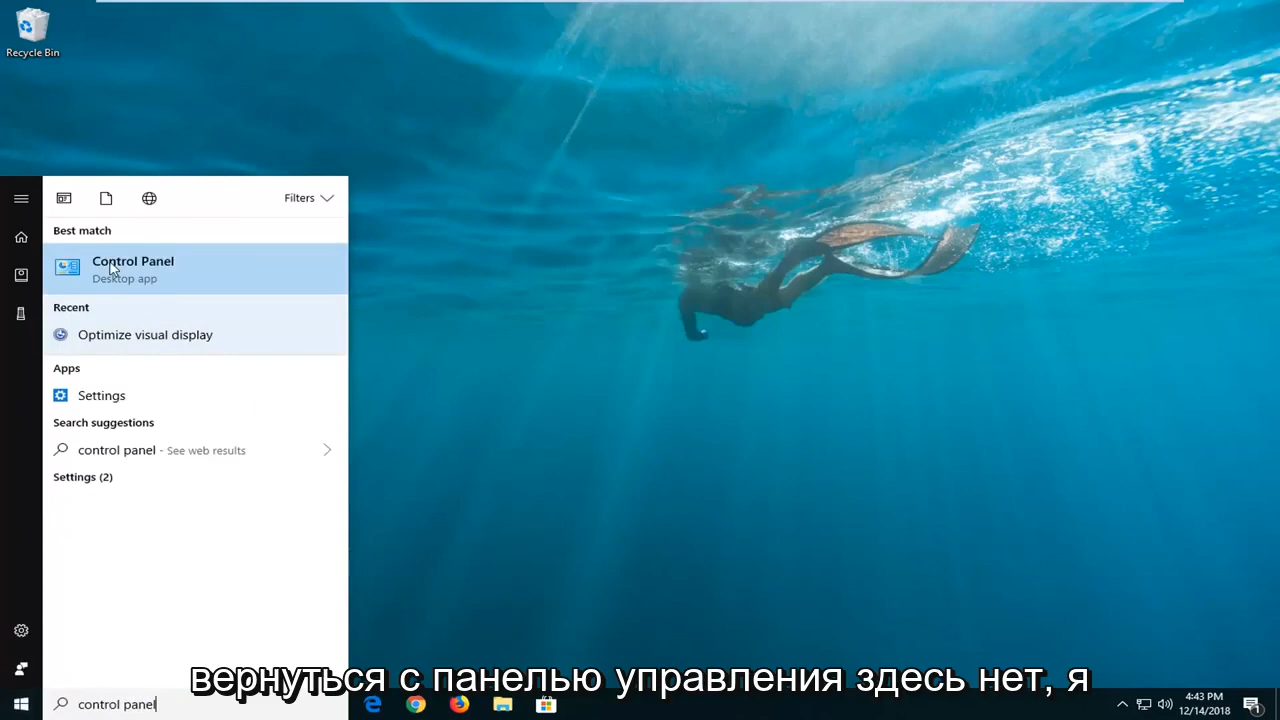 Recycle Bin
Filters
Best match
Control Panel
Desktop app
Recent
Optimize visual display
Apps
Settings
Search suggestions
control panel - See web results
Settings (2)
вернуться с панелью управления здесь нет, я
control panel
4:43 PM
12/14/2018
1